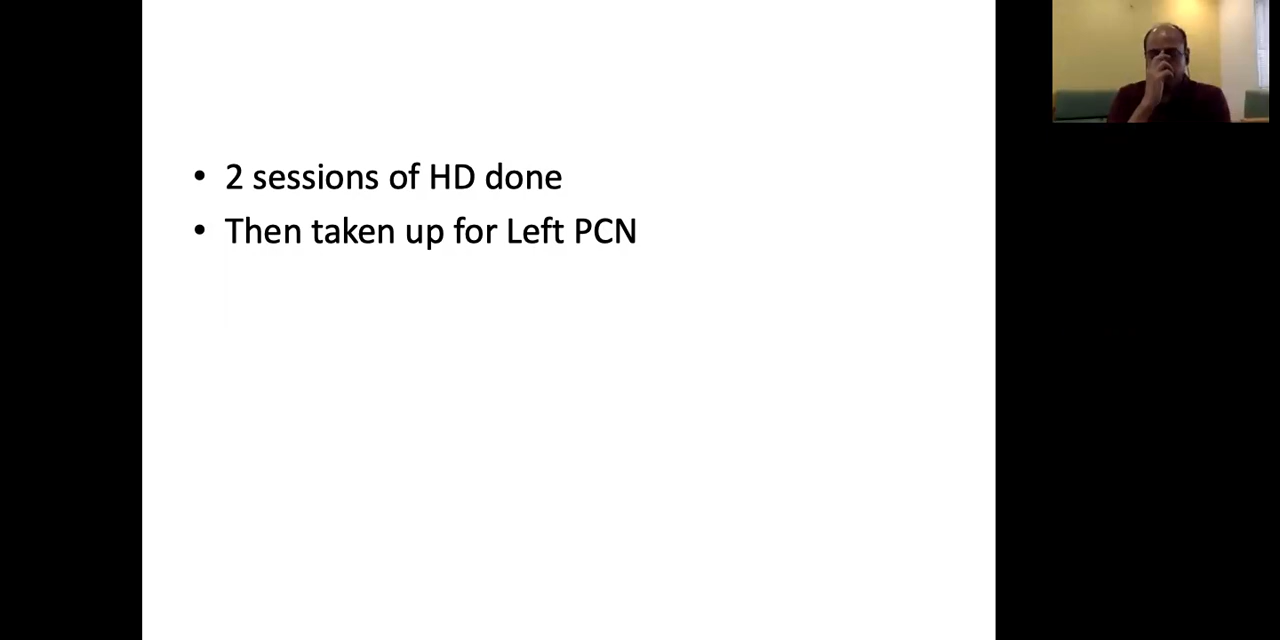 • 2 sessions of HD done
• Then taken up for Left PCN